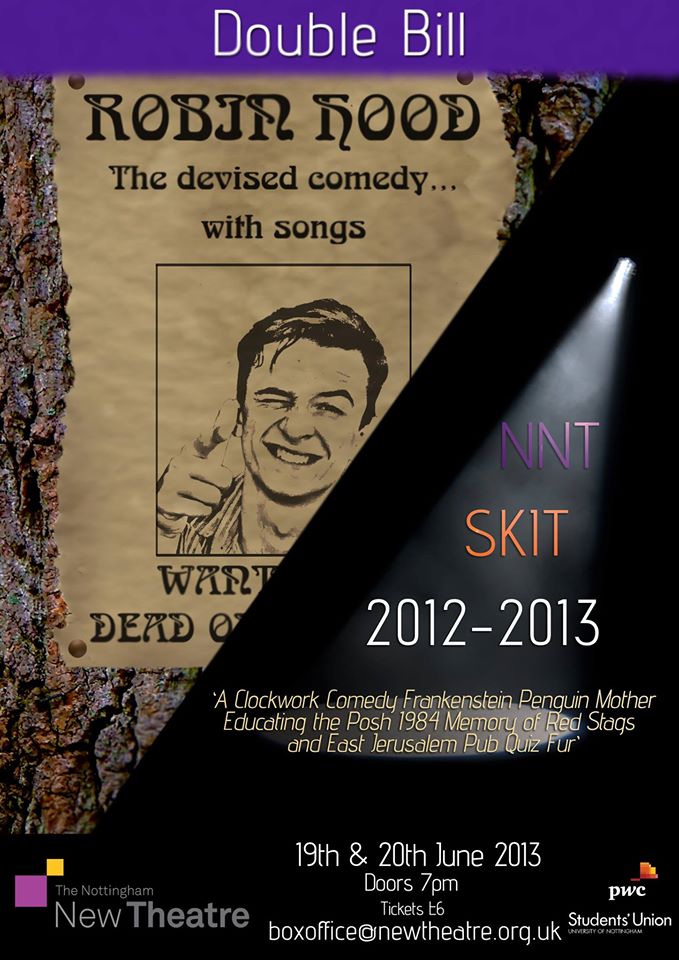 Double Bill
ROBIN HOOD
The devised comedy...
with songs
WANT
DEAD O
NNT
SKIT
2012-2013
'A Clockwork Comedy Frankenstein Penguin Mother
Educating the Posh 1984 Memory of Red Stags
and East Jerusalem Pub Quiz Fur'
19th & 20th June 2013
Doors 7pm
Tickets £6
boxoffice@newtheatre.org.uk
The Nottingham
New Theatre
pwc
Students' Union
UNIVERSITY OF NOTTINGHAM